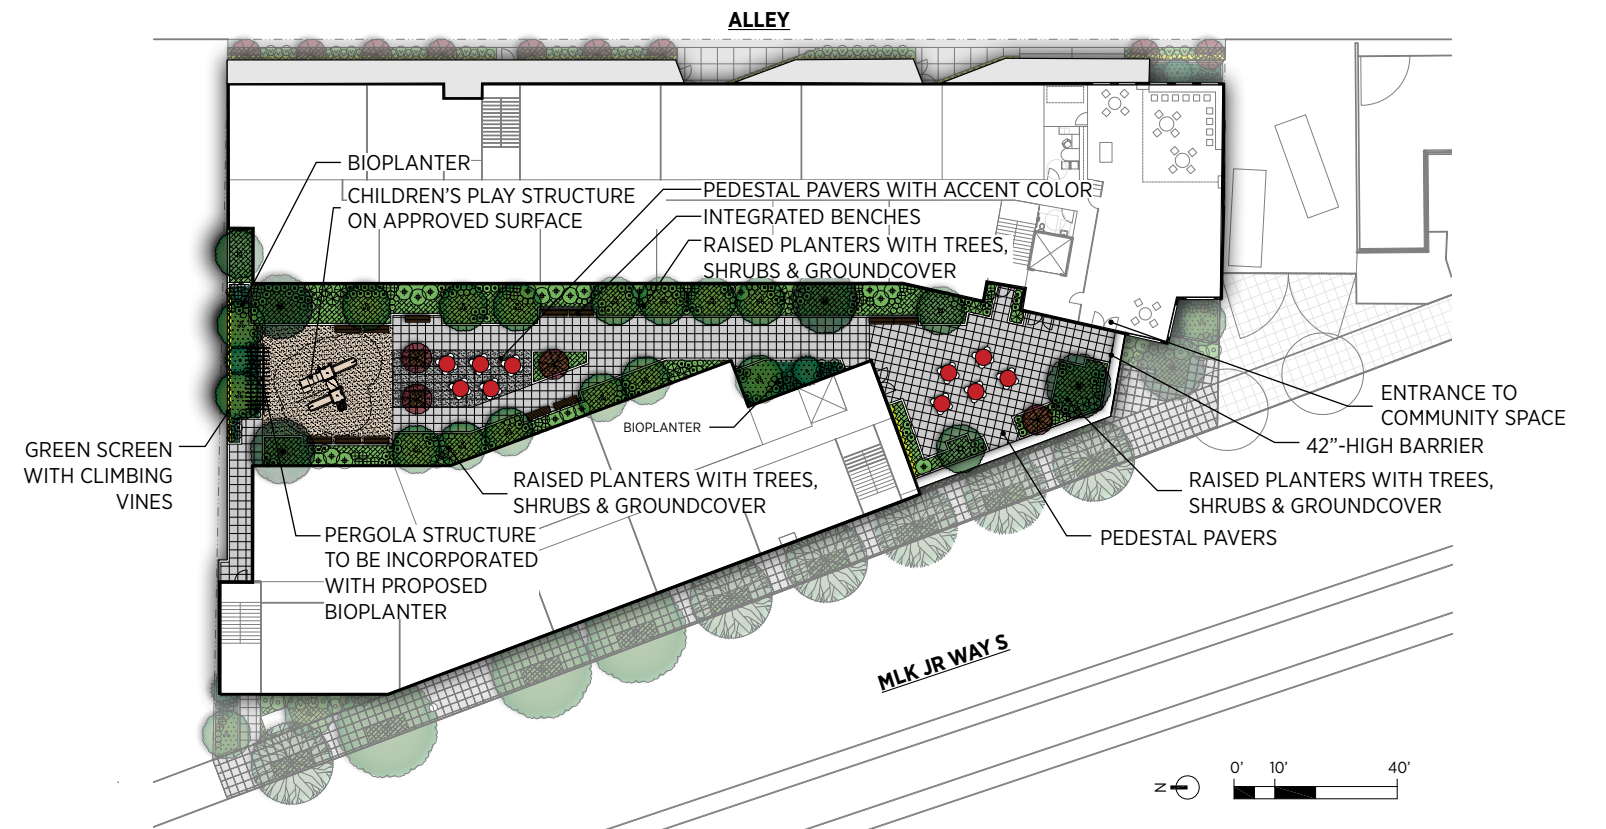 ALLEY
BIOPLANTER
CHILDREN’S PLAY STRUCTURE
ON APPROVED SURFACE
PEDESTAL PAVERS WITH ACCENT COLOR
INTEGRATED BENCHES
RAISED PLANTERS WITH TREES,
SHRUBS & GROUNDCOVER
GREEN SCREEN
WITH CLIMBING
VINES
BIOPLANTER
ENTRANCE TO
COMMUNITY SPACE
42”-HIGH BARRIER
RAISED PLANTERS WITH TREES,
SHRUBS & GROUNDCOVER
RAISED PLANTERS WITH TREES,
SHRUBS & GROUNDCOVER
PEDESTAL PAVERS
PERGOLA STRUCTURE
TO BE INCORPORATED
WITH PROPOSED
BIOPLANTER
MLK JR WAY S
N
0’ 10’ 40’